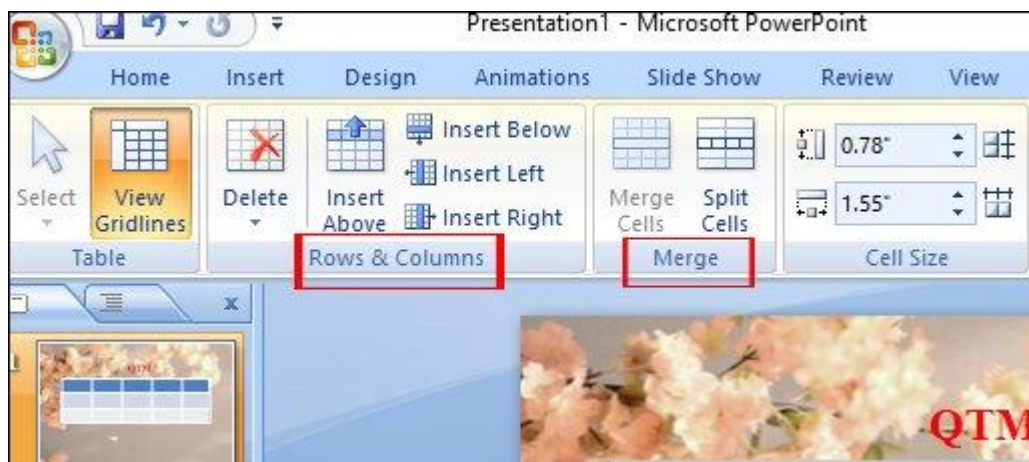 Presentation1 - Microsoft PowerPoint
Home Insert Design Animations Slide Show Review View
Select
View Gridlines
Delete
Insert Above
Insert Below
Insert Left
Insert Right
Merge Cells
Split Cells
0.78"
1.55"
Table
Rows & Columns
Merge
Cell Size
QTM
QTM